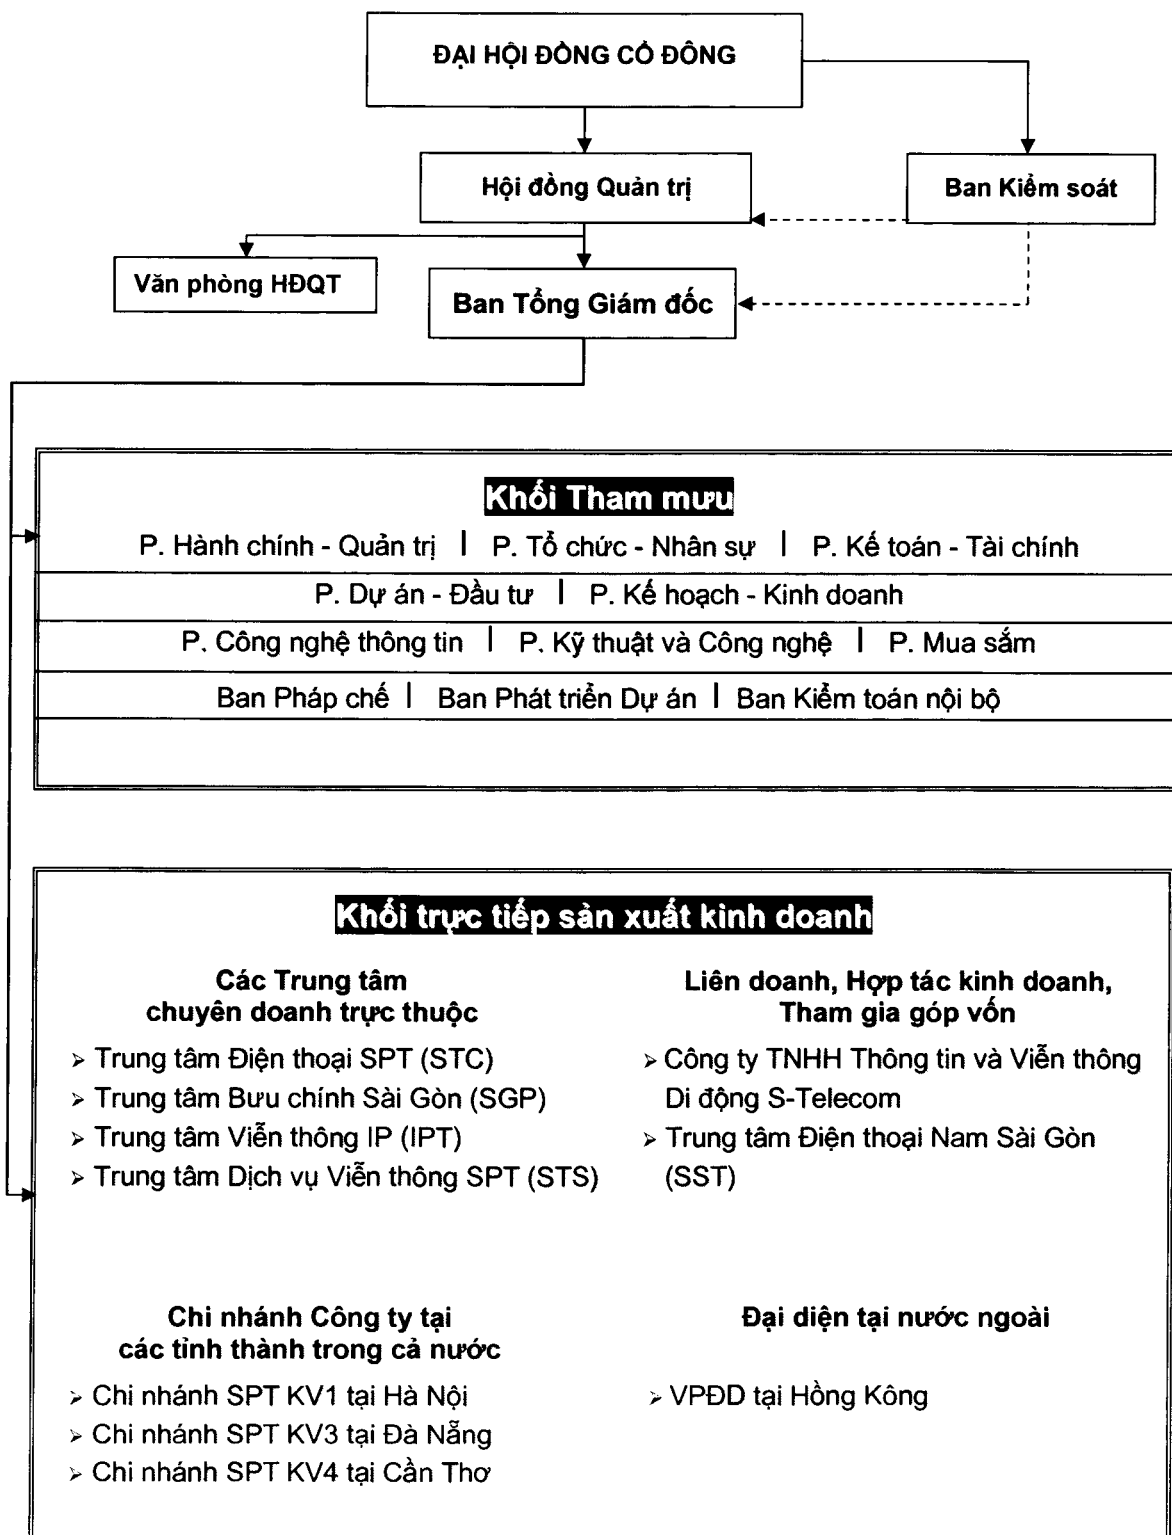 ĐẠI HỘI ĐỒNG CỔ ĐÔNG
Hội đồng Quản trị
Ban Kiểm soát
Văn phòng HĐQT
Ban Tổng Giám đốc
Khối Tham mưu
P. Hành chính - Quản trị | P. Tổ chức - Nhân sự | P. Kế toán - Tài chính
P. Dự án - Đầu tư | P. Kế hoạch - Kinh doanh
P. Công nghệ thông tin | P. Kỹ thuật và Công nghệ | P. Mua sắm
Ban Pháp chế | Ban Phát triển Dự án | Ban Kiểm toán nội bộ
Khối trực tiếp sản xuất kinh doanh
Các Trung tâm
chuyên doanh trực thuộc
➢ Trung tâm Điện thoại SPT (STC)
➢ Trung tâm Bưu chính Sài Gòn (SGP)
➢ Trung tâm Viễn thông IP (IPT)
➢ Trung tâm Dịch vụ Viễn thông SPT (STS)
Liên doanh, Hợp tác kinh doanh,
Tham gia góp vốn
➢ Công ty TNHH Thông tin và Viễn thông
Di động S-Telecom
➢ Trung tâm Điện thoại Nam Sài Gòn
(SST)
Chi nhánh Công ty tại
các tỉnh thành trong cả nước
➢ Chi nhánh SPT KV1 tại Hà Nội
➢ Chi nhánh SPT KV3 tại Đà Nẵng
➢ Chi nhánh SPT KV4 tại Cần Thơ
Đại diện tại nước ngoài
➢ VPĐD tại Hồng Kông